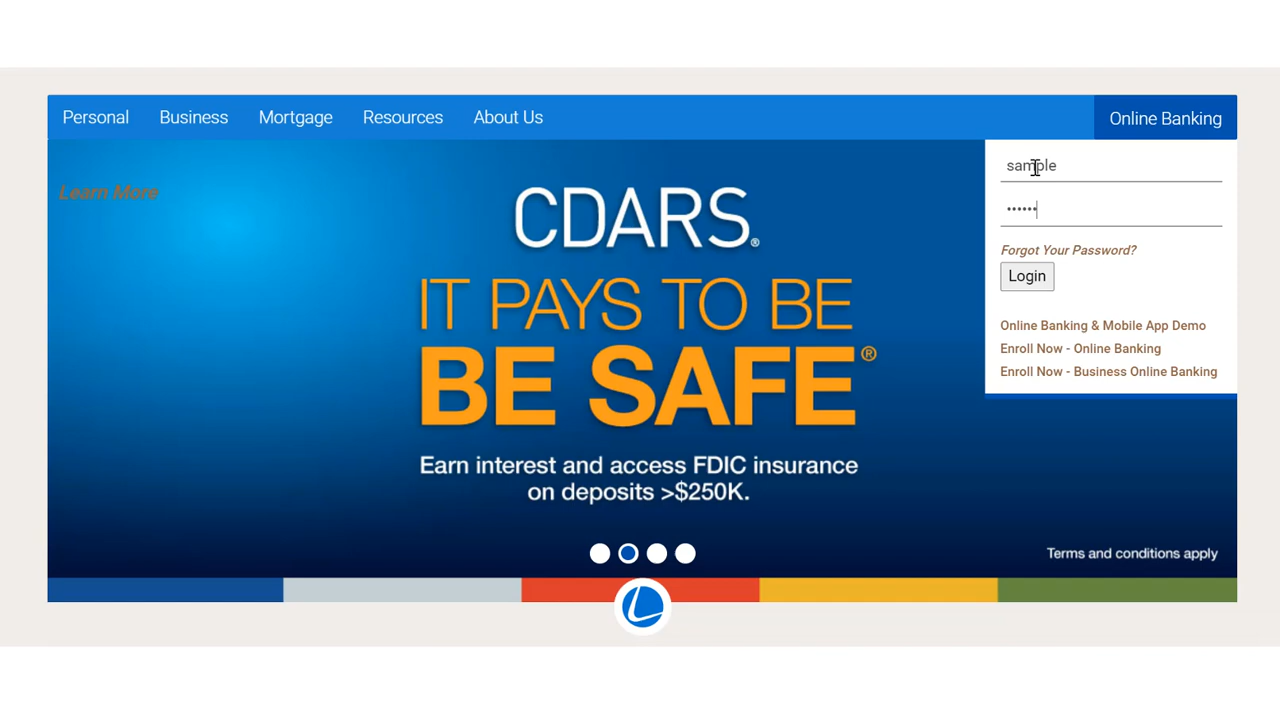 Personal Business Mortgage Resources About Us Online Banking
sample
••••••
Learn More
CDARS®
IT PAYS TO BE
BE SAFE®
Earn interest and access FDIC insurance
on deposits >$250K.
Forgot Your Password?
Login
Online Banking & Mobile App Demo
Enroll Now - Online Banking
Enroll Now - Business Online Banking
Terms and conditions apply
L